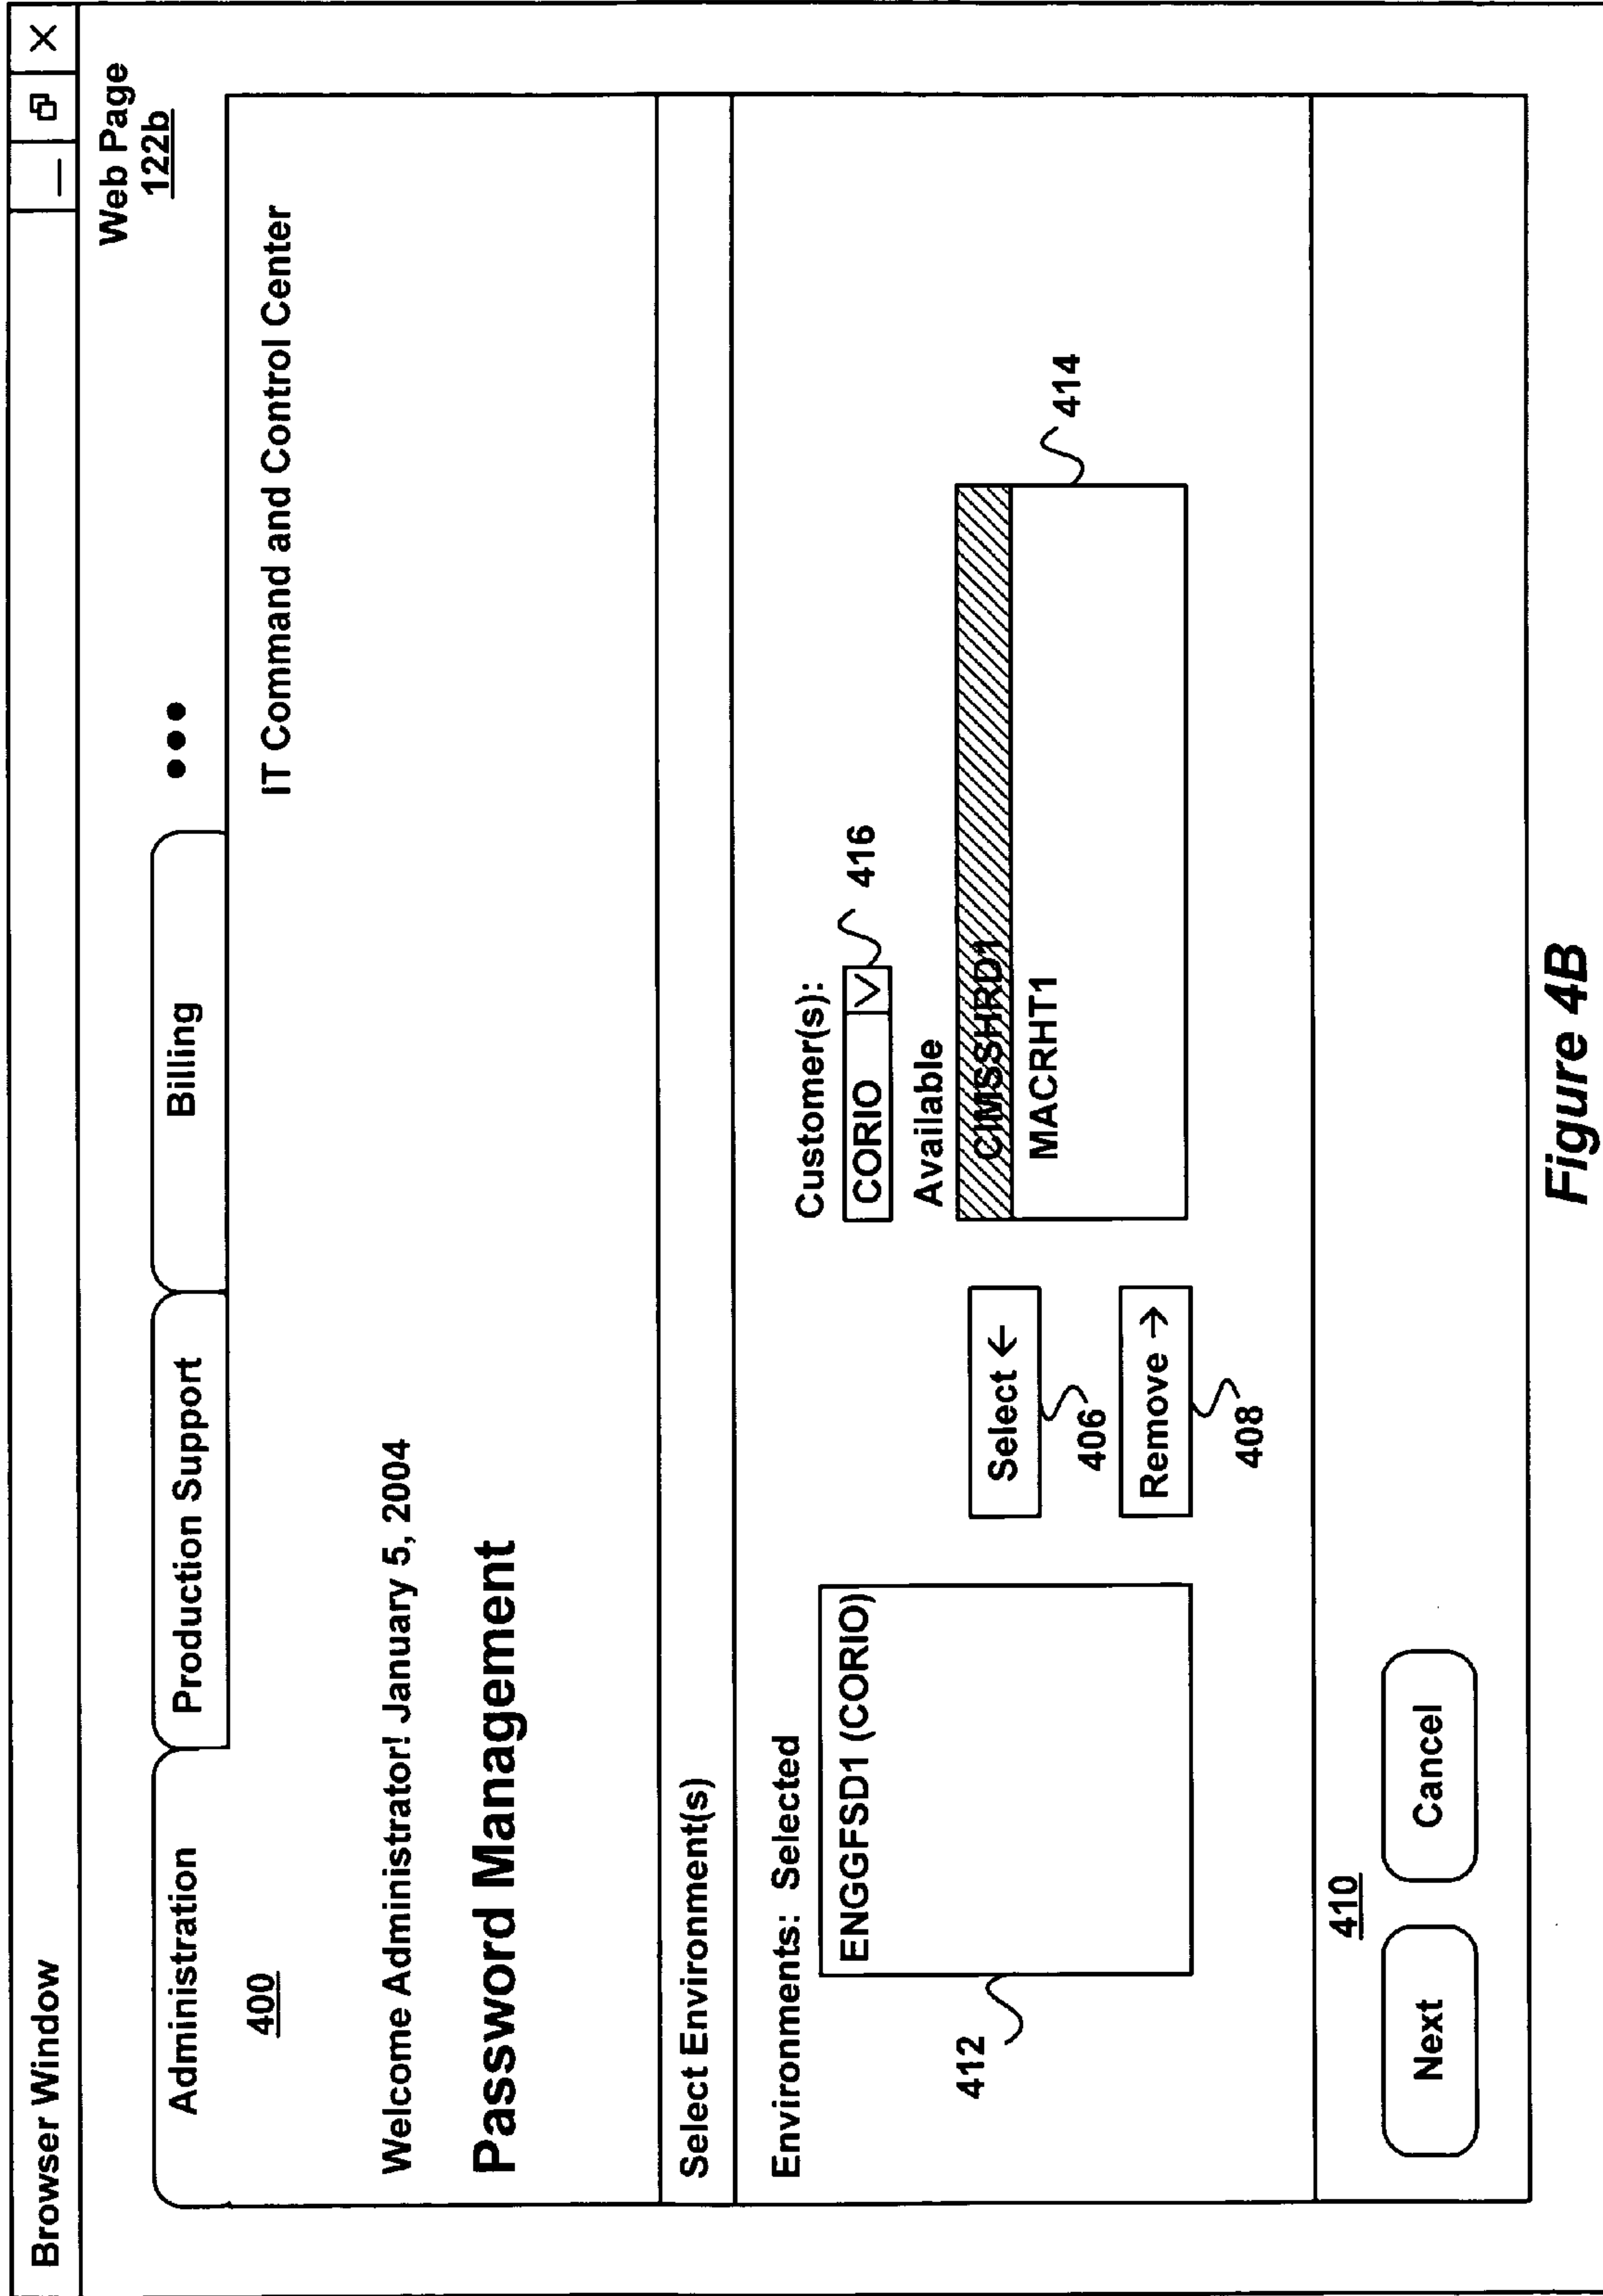 Browser Window
Web Page
122b
Administration
Production Support
Billing
400
IT Command and Control Center
Welcome Administrator! January 5, 2004
Password Management
Select Environment(s)
Environments: Selected
Customer(s):
ENGGFSD1 (CORIO)
CORIO
416
Available
412
Select ←
406
CIMSSHRD1
MACRHT1
414
Remove →
408
410
Next
Cancel
Figure 4B